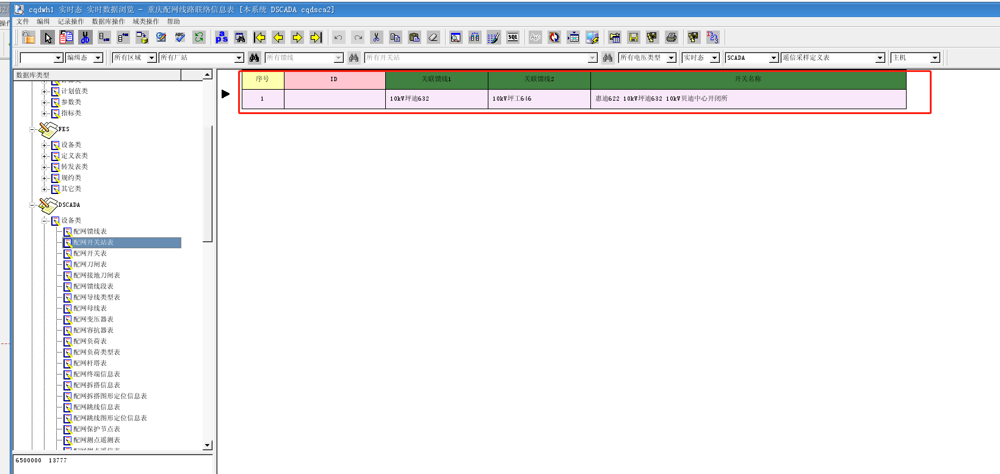 cqdwh1 实时态 实时数据浏览 - 重庆配网线路联络信息表 [本系统 DSCADA cqdsca2]
文件 编缉 记录操作 数据库操作 域类操作 帮助
编缉态 所有区域 所有厂站 所有馈线 所有开关站 所有电压类型 实时态 SCADA 遥信采样定义表 主机
数据库类型
计划值类
参数类
指标类
FES
设备类
定义表类
转发表类
规约类
其它类
DSCADA
设备类
配网馈线表
配网开关站表
配网开关表
配网刀闸表
配网接地刀闸表
配网馈线段表
配网导线类型表
配网母线表
配网变压器表
配网容抗器表
配网负荷表
配网负荷类型表
配网杆塔表
配网终端信息表
配网拆搭信息表
配网拆搭图形定位信息表
配网跳线信息表
配网跳线图形定位信息表
配网保护节点表
配网测点遥测表
6500000 13777
序号 ID 关联馈线1 关联馈线2 开关名称
1 10kV坪迪632 10kV坪工646 惠迪622 10kV坪迪632 10kV贝迪中心开闭所